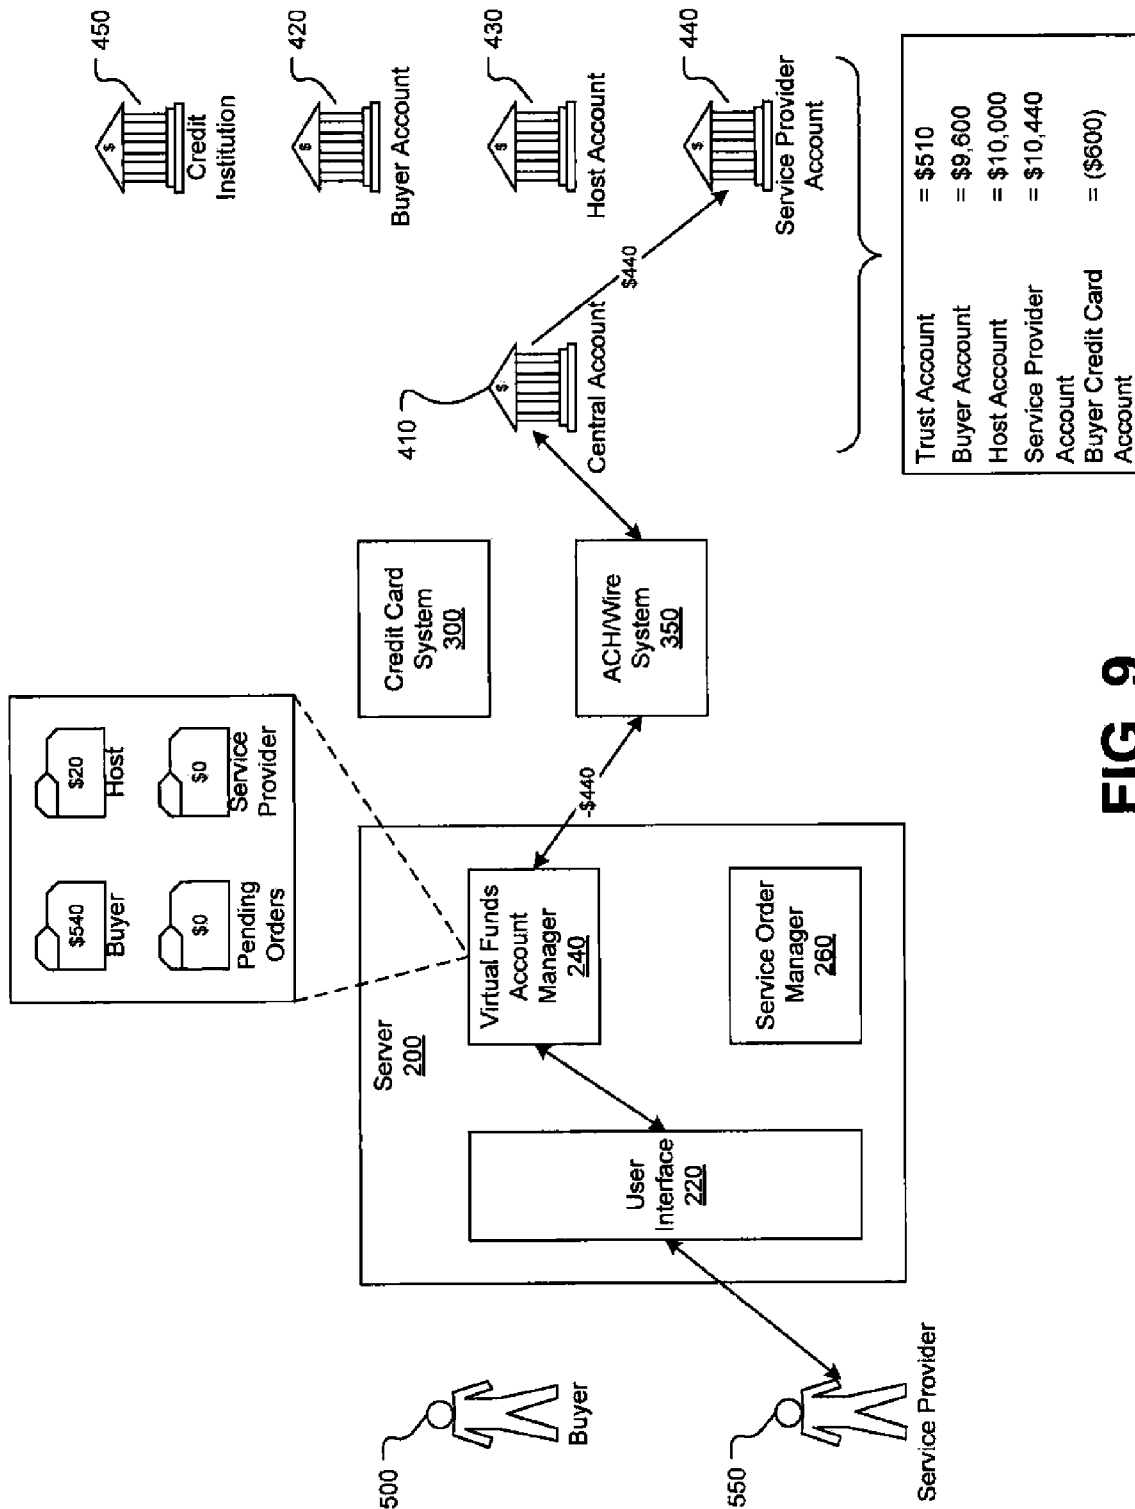 $540
Buyer
$20
Host
$0
Pending
Orders
$0
Service
Provider
500
Buyer
550
Service Provider
Server
200
User
Interface
220
Virtual Funds
Account
Manager
240
Service Order
Manager
260
-$440
Credit Card
System
300
ACH/Wire
System
350
410
$
Central Account
$440
450
$
Credit
Institution
420
$
Buyer Account
430
$
Host Account
440
$
Service Provider
Account
Trust Account = $510
Buyer Account = $9,600
Host Account = $10,000
Service Provider = $10,440
Account
Buyer Credit Card = ($600)
Account
FIG. 9